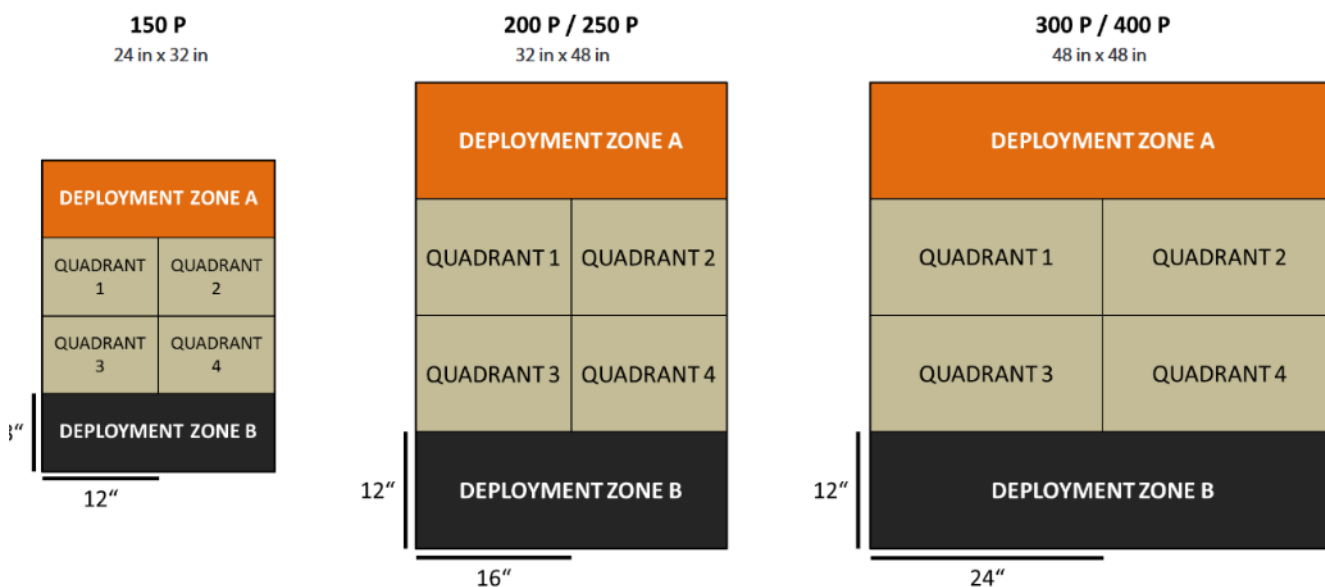 150 P
24 in x 32 in
DEPLOYMENT ZONE A
QUADRANT
1
QUADRANT
2
QUADRANT
3
QUADRANT
4
DEPLOYMENT ZONE B
12“
200 P / 250 P
32 in x 48 in
DEPLOYMENT ZONE A
QUADRANT 1
QUADRANT 2
QUADRANT 3
QUADRANT 4
DEPLOYMENT ZONE B
12“
16“
300 P / 400 P
48 in x 48 in
DEPLOYMENT ZONE A
QUADRANT 1
QUADRANT 2
QUADRANT 3
QUADRANT 4
DEPLOYMENT ZONE B
12“
24“